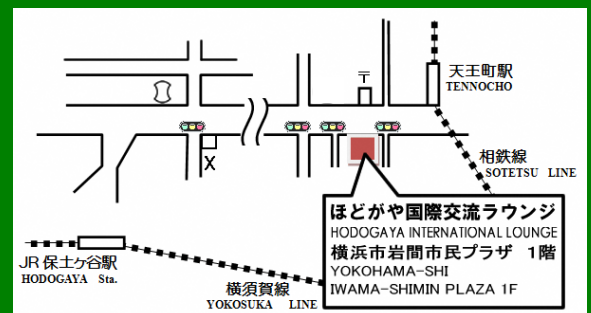 〒
天王町駅
TENNOCHO
X
相鉄線
SOTETSU LINE
ほどがや国際交流ラウンジ
HODOGAYA INTERNATIONAL LOUNGE
横浜市岩間市民プラザ 1階
YOKOHAMA-SHI
IWAMA-SHIMIN PLAZA 1F
JR 保土ヶ谷駅
HODOGAYA Sta.
横須賀線
YOKOSUKA LINE